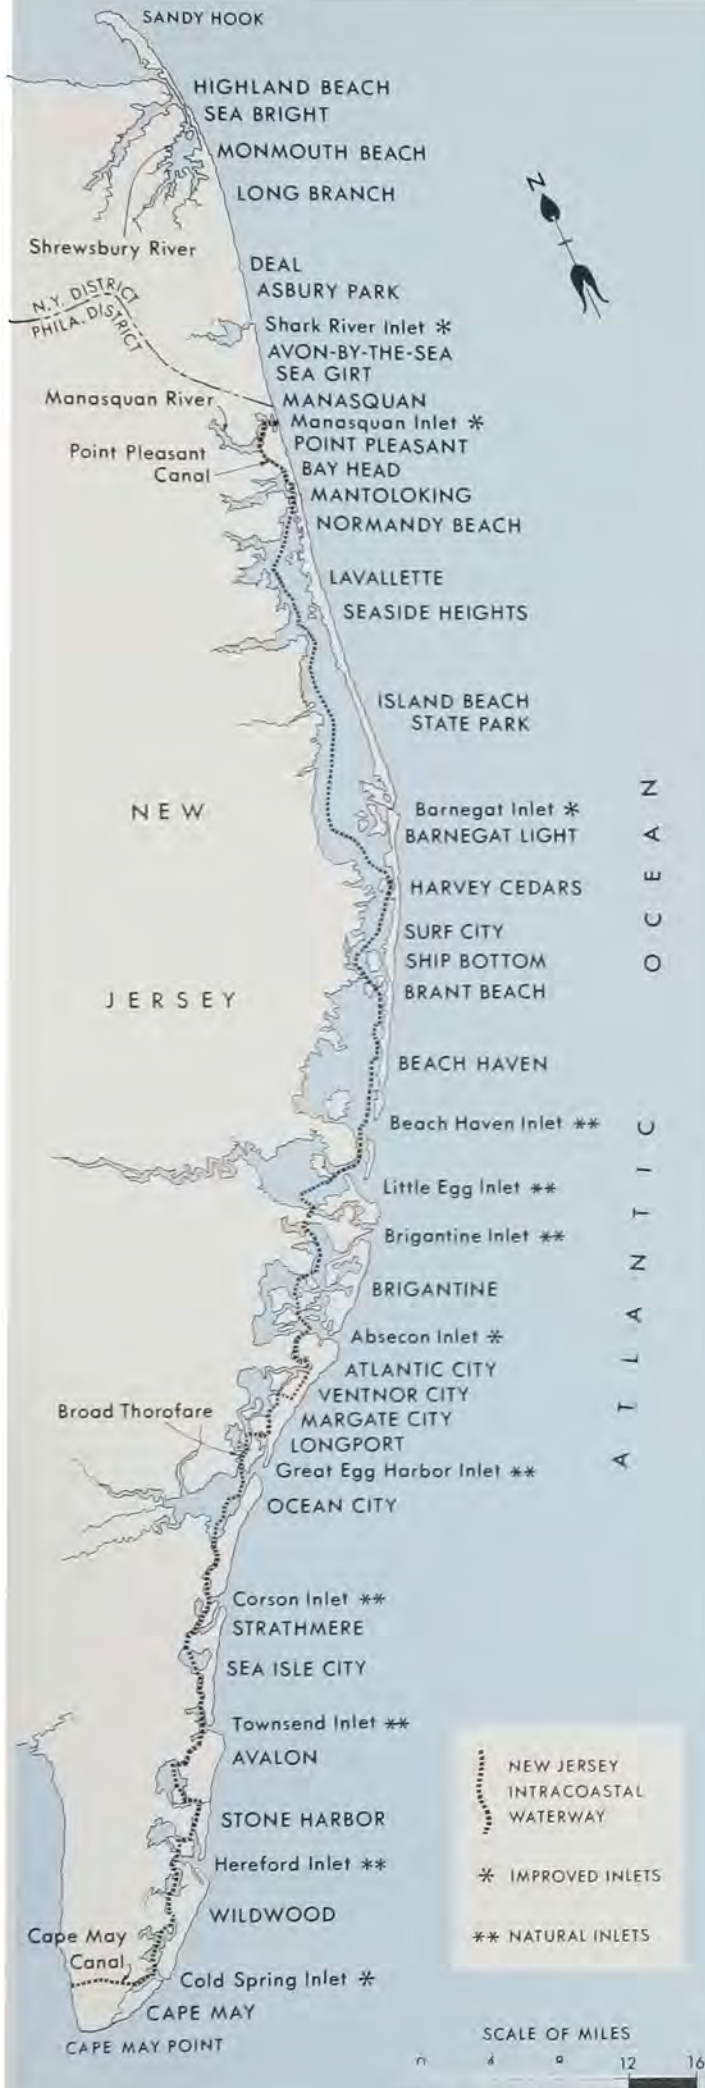 SANDY HOOK
HIGHLAND BEACH
SEA BRIGHT
MONMOUTH BEACH
LONG BRANCH
N
Shrewsbury River
DEAL
ASBURY PARK
N.Y. DISTRICT
PHILA. DISTRICT
Shark River Inlet *
AVON-BY-THE-SEA
SEA GIRT
Manasquan River
MANASQUAN
Manasquan Inlet *
POINT PLEASANT
Point Pleasant
Canal
BAY HEAD
MANTOLOKING
NORMANDY BEACH
LAVALLETTE
SEASIDE HEIGHTS
ISLAND BEACH
STATE PARK
NEW
JERSEY
Barnegat Inlet *
BARNEGAT LIGHT
HARVEY CEDARS
SURF CITY
SHIP BOTTOM
BRANT BEACH
BEACH HAVEN
ATLANTIC OCEAN
Beach Haven Inlet **
Little Egg Inlet **
Brigantine Inlet **
BRIGANTINE
Absecon Inlet *
ATLANTIC CITY
VENTNOR CITY
Broad Thorofare
MARGATE CITY
LONGPORT
Great Egg Harbor Inlet **
OCEAN CITY
Corson Inlet **
STRATHMERE
SEA ISLE CITY
Townsend Inlet **
AVALON
STONE HARBOR
Hereford Inlet **
WILDWOOD
Cape May
Canal
Cold Spring Inlet *
CAPE MAY
CAPE MAY POINT
NEW JERSEY
INTRACOASTAL
WATERWAY
* IMPROVED INLETS
** NATURAL INLETS
SCALE OF MILES
12 16